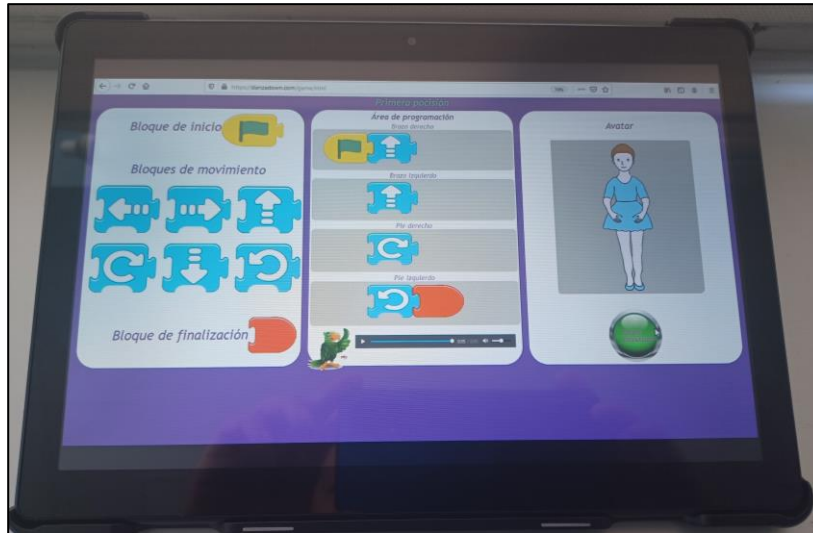 Primera pocisión
Bloque de inicio
Bloques de movimiento
Bloque de finalización
Área de programación
Brazo derecho
Brazo izquierdo
Pie derecho
Pie izquierdo
Avatar